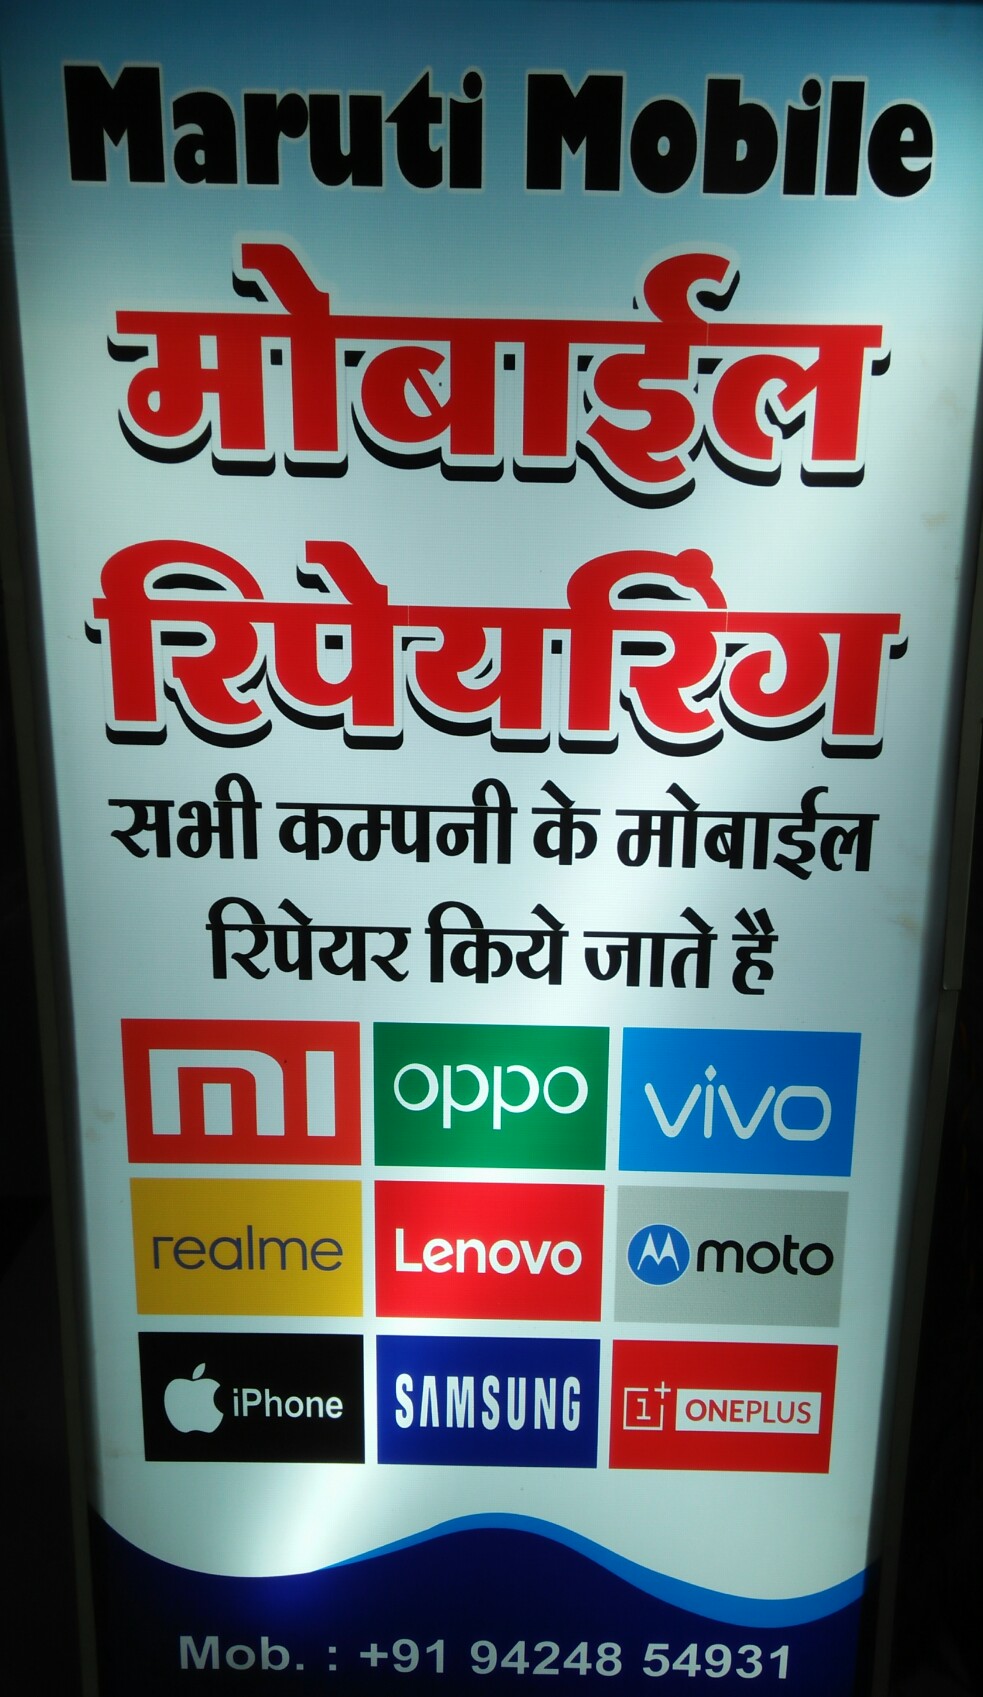 Maruti Mobile
मोबाईल
रिपेयरिंग
सभी कम्पनी के मोबाईल
रिपेयर किये जाते है
mi oppo vivo
realme Lenovo moto
iPhone SAMSUNG 1+ ONEPLUS
Mob. : +91 94248 54931